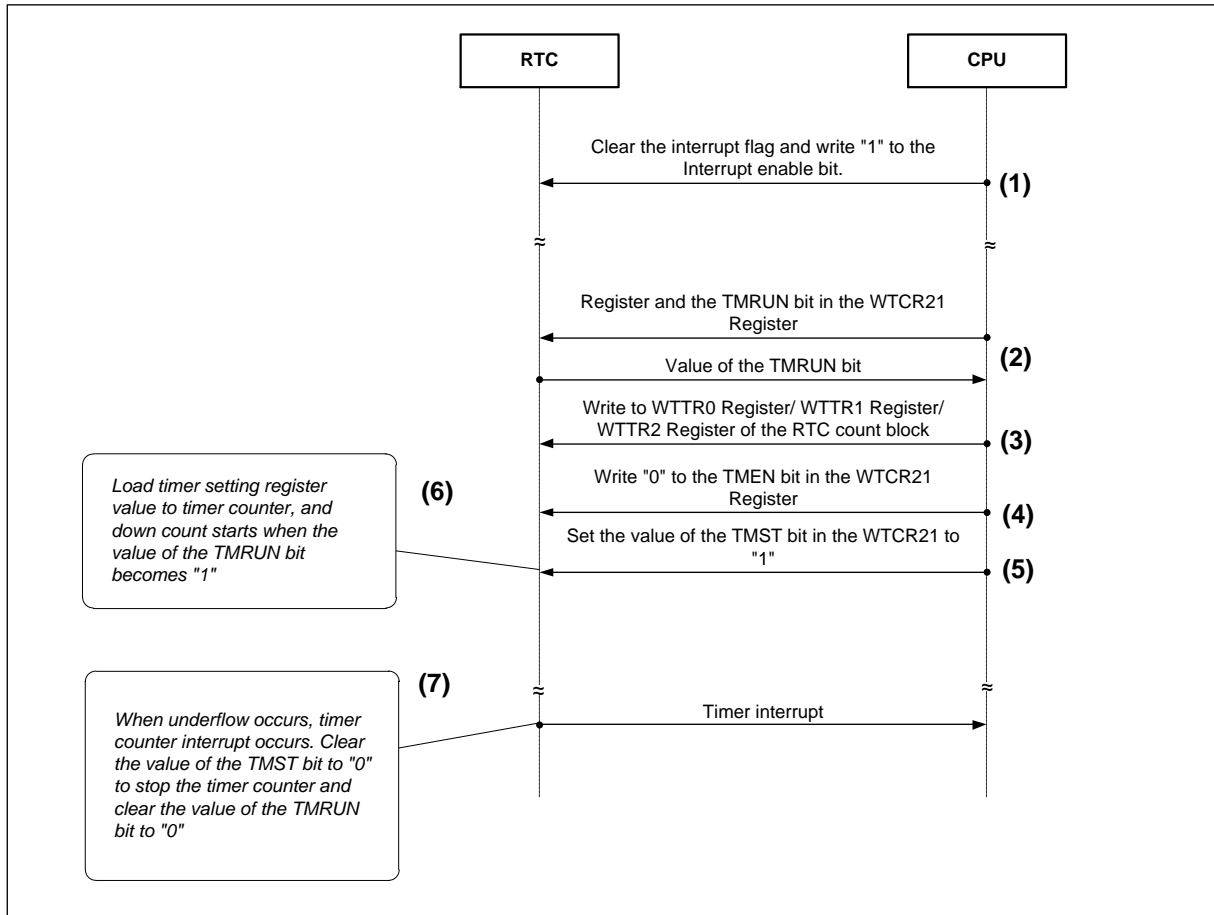 RTC
CPU
Clear the interrupt flag and write "1" to the
Interrupt enable bit.
(1)
≈
≈
Register and the TMRUN bit in the WTCR21
Register
(2)
Value of the TMRUN bit
Write to WTTR0 Register/ WTTR1 Register/
WTTR2 Register of the RTC count block
(3)
Write "0" to the TMEN bit in the WTCR21
Register
(4)
Set the value of the TMST bit in the WTCR21 to
"1"
(5)
(6)
Load timer setting register
value to timer counter, and
down count starts when the
value of the TMRUN bit
becomes "1"
(7)
≈
≈
When underflow occurs, timer
counter interrupt occurs. Clear
the value of the TMST bit to "0"
to stop the timer counter and
clear the value of the TMRUN
bit to "0"
Timer interrupt